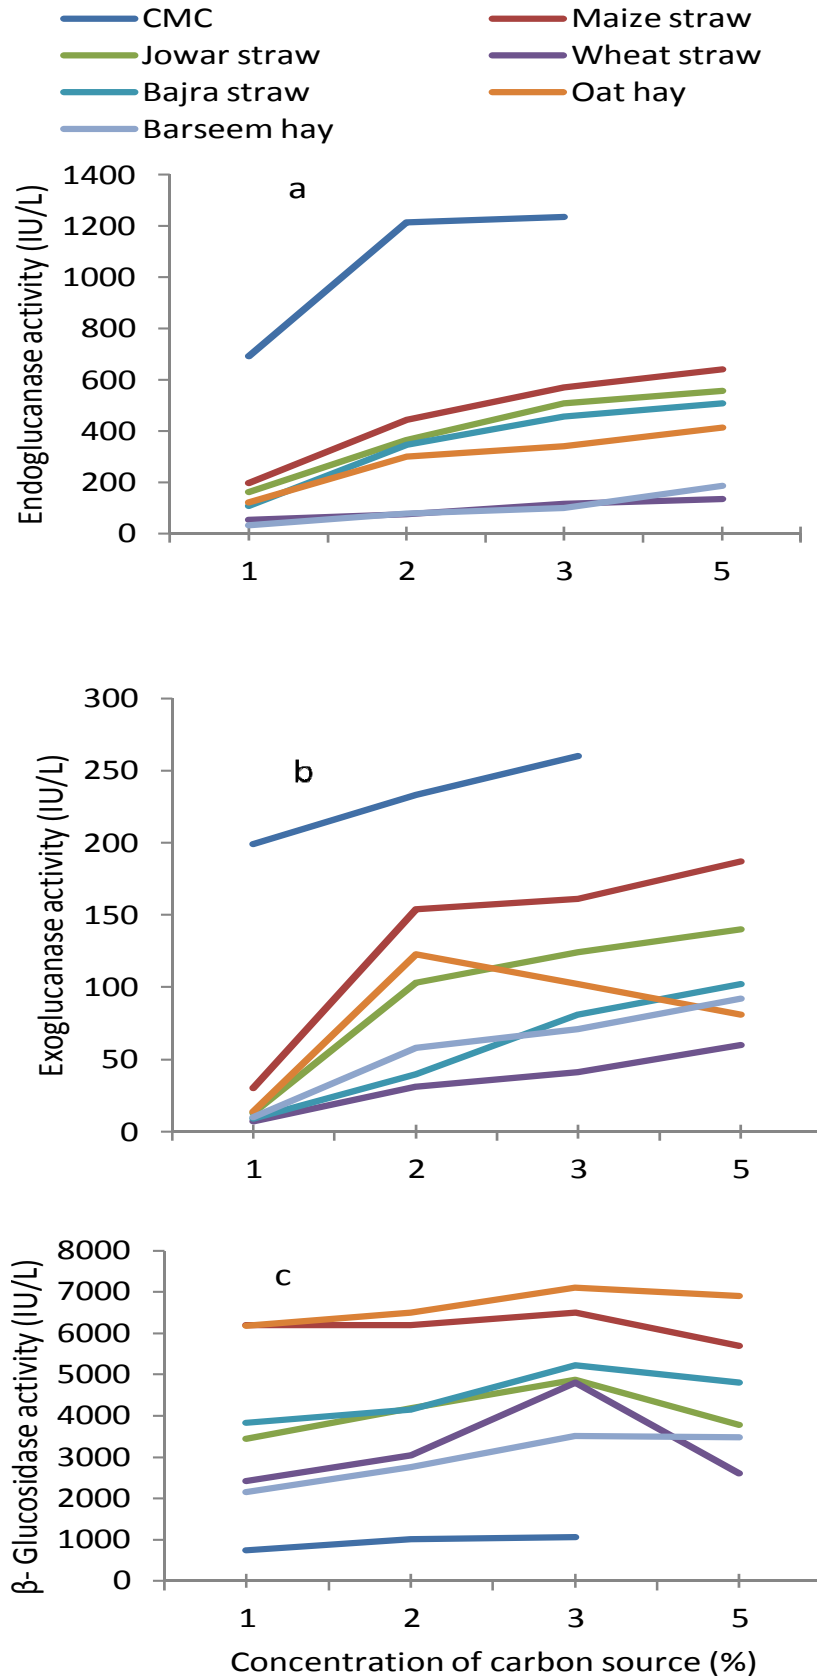 CMC Maize straw
Jowar straw Wheat straw
Bajra straw Oat hay
Barseem hay
a
Endoglucanase activity (IU/L)
1400
1200
1000
800
600
400
200
0
1 2 3 5
b
Exoglucanase activity (IU/L)
300
250
200
150
100
50
0
1 2 3 5
c
β- Glucosidase activity (IU/L)
8000
7000
6000
5000
4000
3000
2000
1000
0
1 2 3 5
Concentration of carbon source (%)